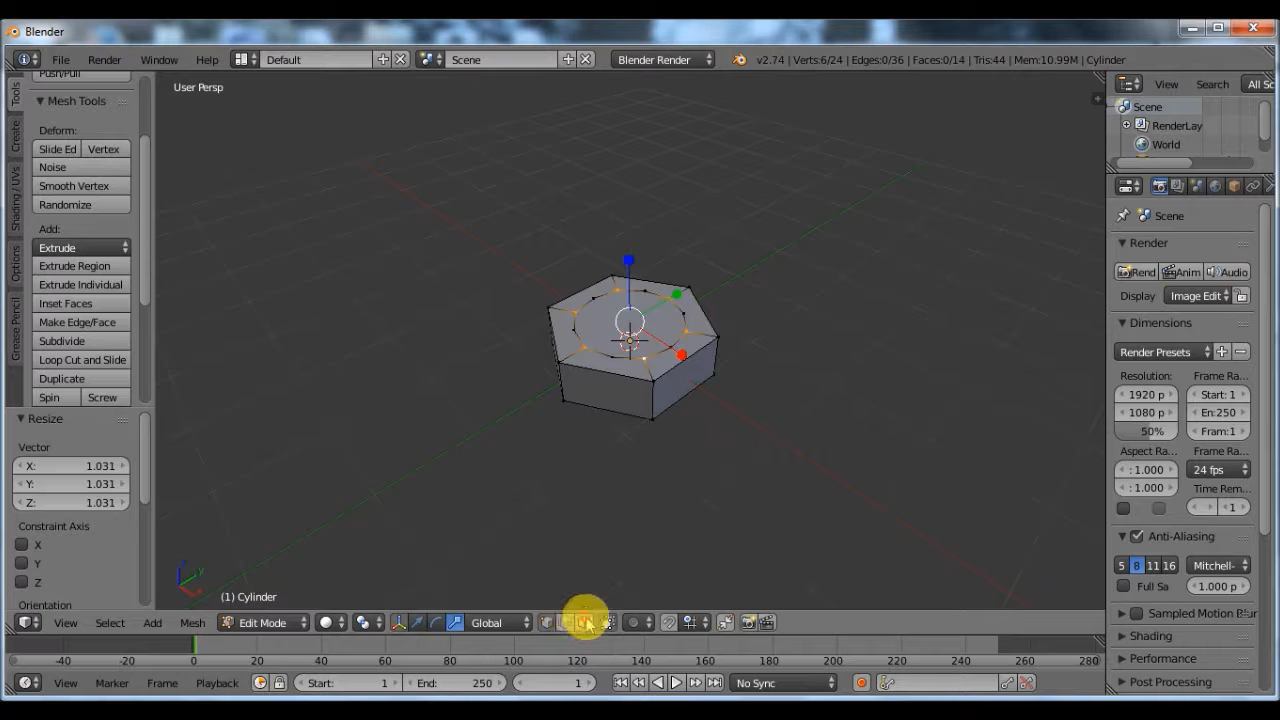 Blender
File Render Window Help Default Scene Blender Render v2.74 | Verts:6/24 | Edges:0/36 | Faces:0/14 | Tris:44 | Mem:10.99M | Cylinder
Push/Pull
Mesh Tools
Deform:
Slide Ed Vertex
Noise
Smooth Vertex
Randomize
Add:
Extrude
Extrude Region
Extrude Individual
Inset Faces
Make Edge/Face
Subdivide
Loop Cut and Slide
Duplicate
Spin Screw
Resize
Vector
X: 1.031
Y: 1.031
Z: 1.031
Constraint Axis
X
Y
Z
Orientation
Tools
Create
Shading / UVs
Options
Grease Pencil
User Persp
(1) Cylinder
View Search All Sc
Scene
RenderLay
World
Scene
Render
Rend Anim Audio
Display Image Edit
Dimensions
Render Presets
Resolution: Frame Ra...
1920 p Start: 1
1080 p En:250
50% Fram:1
Aspect Ra... Frame Ra...
: 1.000 24 fps
: 1.000 Time Rem...
: 1
Anti-Aliasing
5 8 11 16 Mitchell-
Full Sa 1.000 p
Sampled Motion Blur
Shading
Performance
Post Processing
View Select Add Mesh Edit Mode Global
-40 -20 0 20 40 60 80 100 120 140 160 180 200 220 240 260 280
View Marker Frame Playback Start: 1 End: 250 1 No Sync